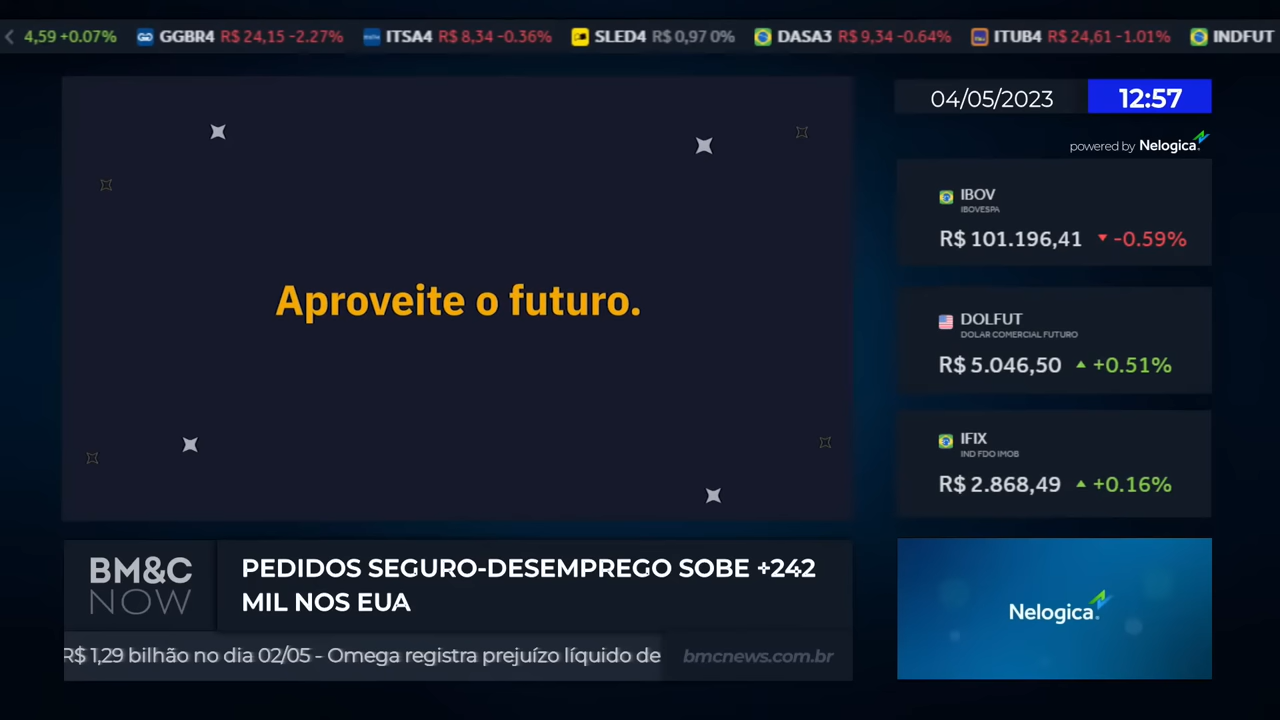 4,59 +0.07% GGBR4 R$ 24,15 -2.27% ITSA4 R$ 8,34 -0.36% SLED4 R$ 0,97 0% DASA3 R$ 9,34 -0.64% ITUB4 R$ 24,61 -1.01% INDFUT
04/05/2023 12:57
powered by Nelogica
IBOV
IBOVESPA
R$ 101.196,41 -0.59%
Aproveite o futuro.
DOLFUT
DOLAR COMERCIAL FUTURO
R$ 5.046,50 +0.51%
IFIX
IND FDO IMOB
R$ 2.868,49 +0.16%
BM&C
NOW
PEDIDOS SEGURO-DESEMPREGO SOBE +242
MIL NOS EUA
R$ 1,29 bilhão no dia 02/05 - Omega registra prejuízo líquido de
bmcnews.com.br
Nelogica